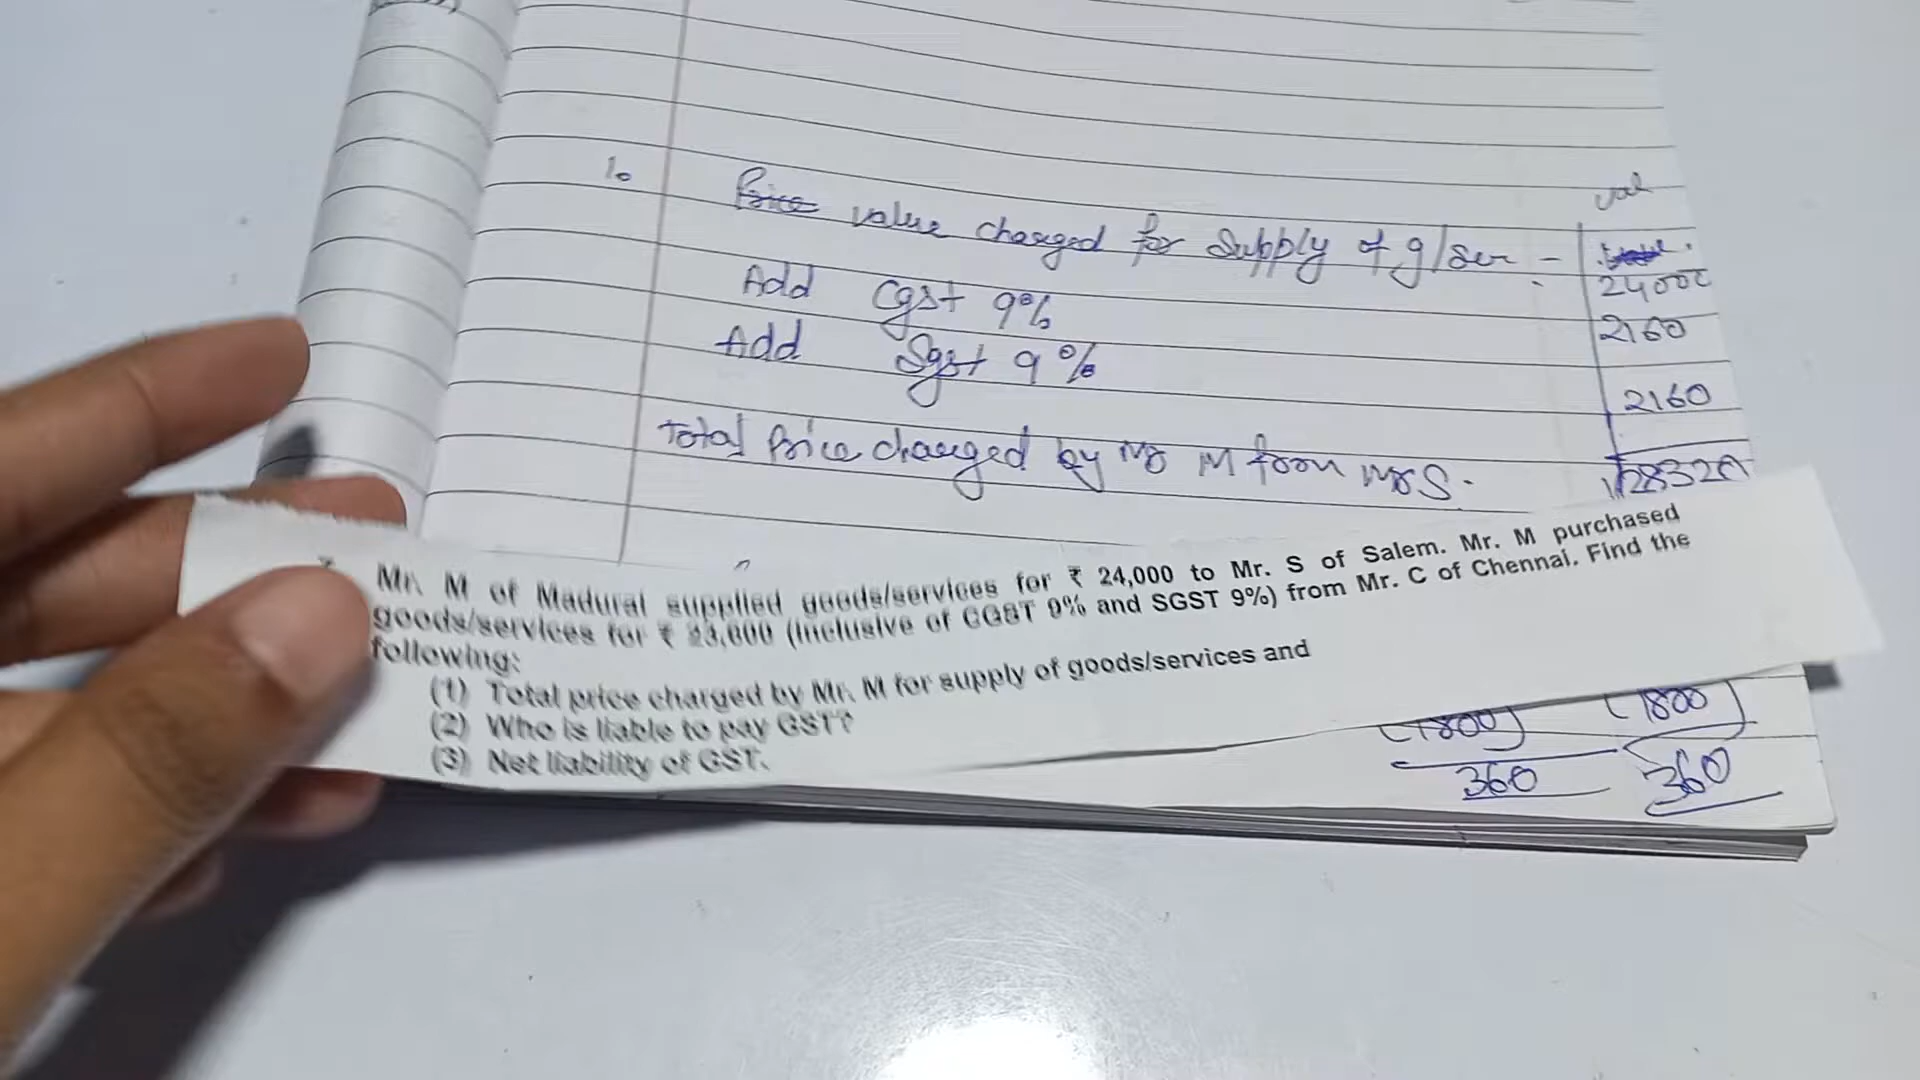 val
1.
Price value charged for Supply of g/ser -
24000
Add Cgst 9%
2160
Add Sgst 9%
2160
Total Price charged by Mr M from Mr S.
28320
Mr. M of Madurai supplied goods/services for ₹ 24,000 to Mr. S of Salem. Mr. M purchased
goods/services for ₹ 23,600 (Inclusive of CGST 9% and SGST 9%) from Mr. C of Chennai. Find the
following:
(1) Total price charged by Mr. M for supply of goods/services and
(2) Who is liable to pay GST?
(3) Net liability of GST.
(1800) (1800)
360 360